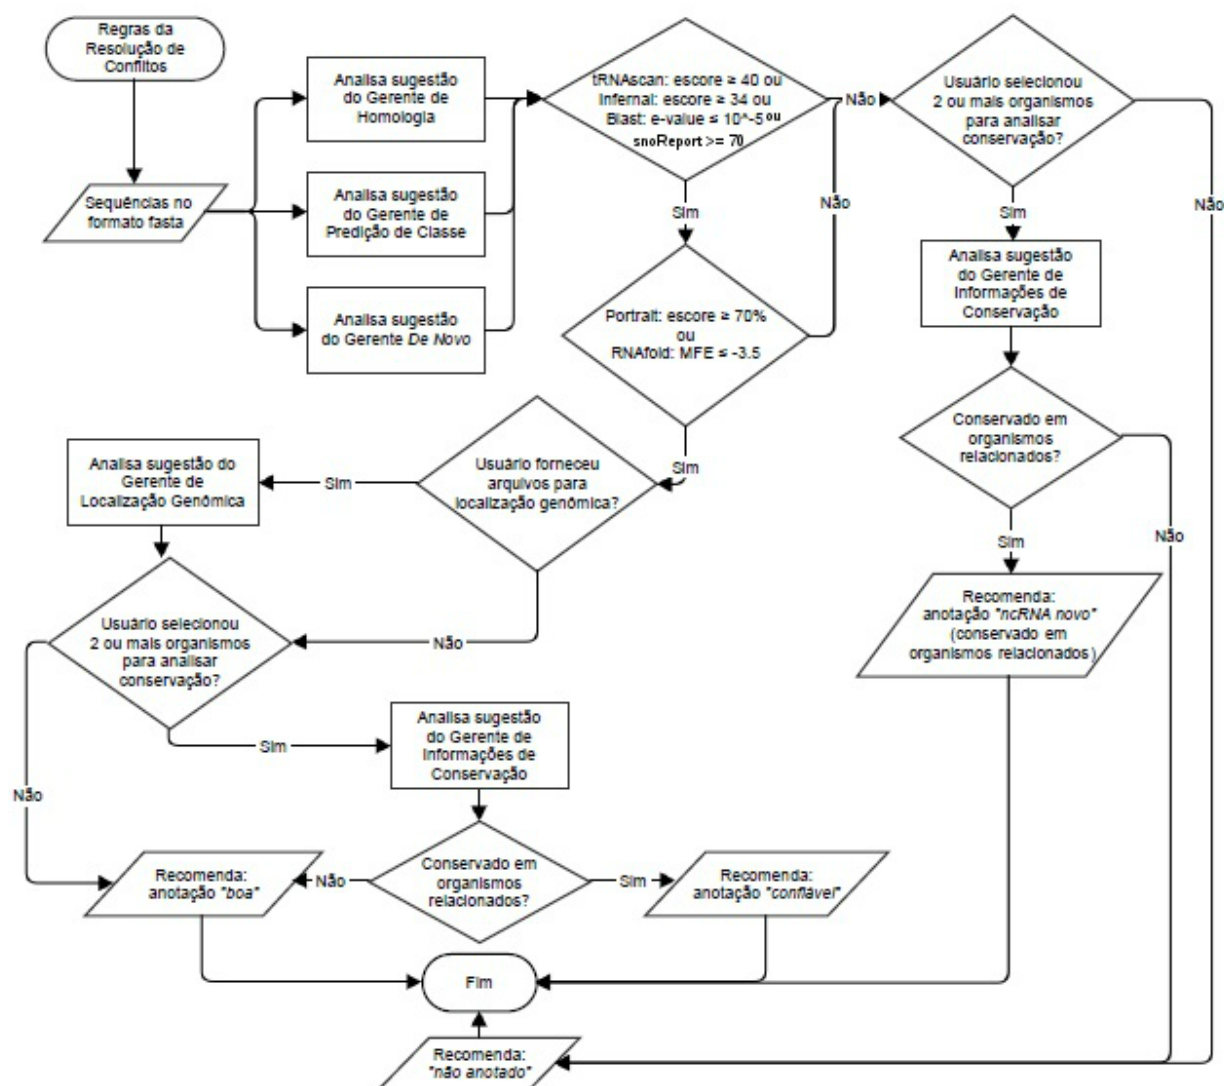 Regras da
Resolução de
Conflitos
Sequências no
formato fasta
Analisa sugestão
do Gerente de
Homologia
Analisa sugestão
do Gerente de
Predição de Classe
Analisa sugestão
do Gerente De Novo
tRNAscan: escore ≥ 40 ou
Infernal: escore ≥ 34 ou
Blast: e-value ≤ 10^-5 ou
snoReport >= 70
Não
Sim
Não
Portrait: escore ≥ 70%
ou
RNAfold: MFE ≤ -3.5
Sim
Usuário selecionou
2 ou mais organismos
para analisar
conservação?
Não
Sim
Analisa sugestão
do Gerente de
Informações de
Conservação
Conservado em
organismos
relacionados?
Não
Sim
Recomenda:
anotação "ncRNA novo"
(conservado em
organismos relacionados)
Usuário forneceu
arquivos para
localização genômica?
Sim
Não
Analisa sugestão do
Gerente de
Localização Genômica
Usuário selecionou
2 ou mais organismos
para analisar
conservação?
Não
Sim
Analisa sugestão
do Gerente de
Informações de
Conservação
Conservado em
organismos
relacionados?
Não
Sim
Recomenda:
anotação "boa"
Recomenda:
anotação "confiável"
Fim
Recomenda:
"não anotado"